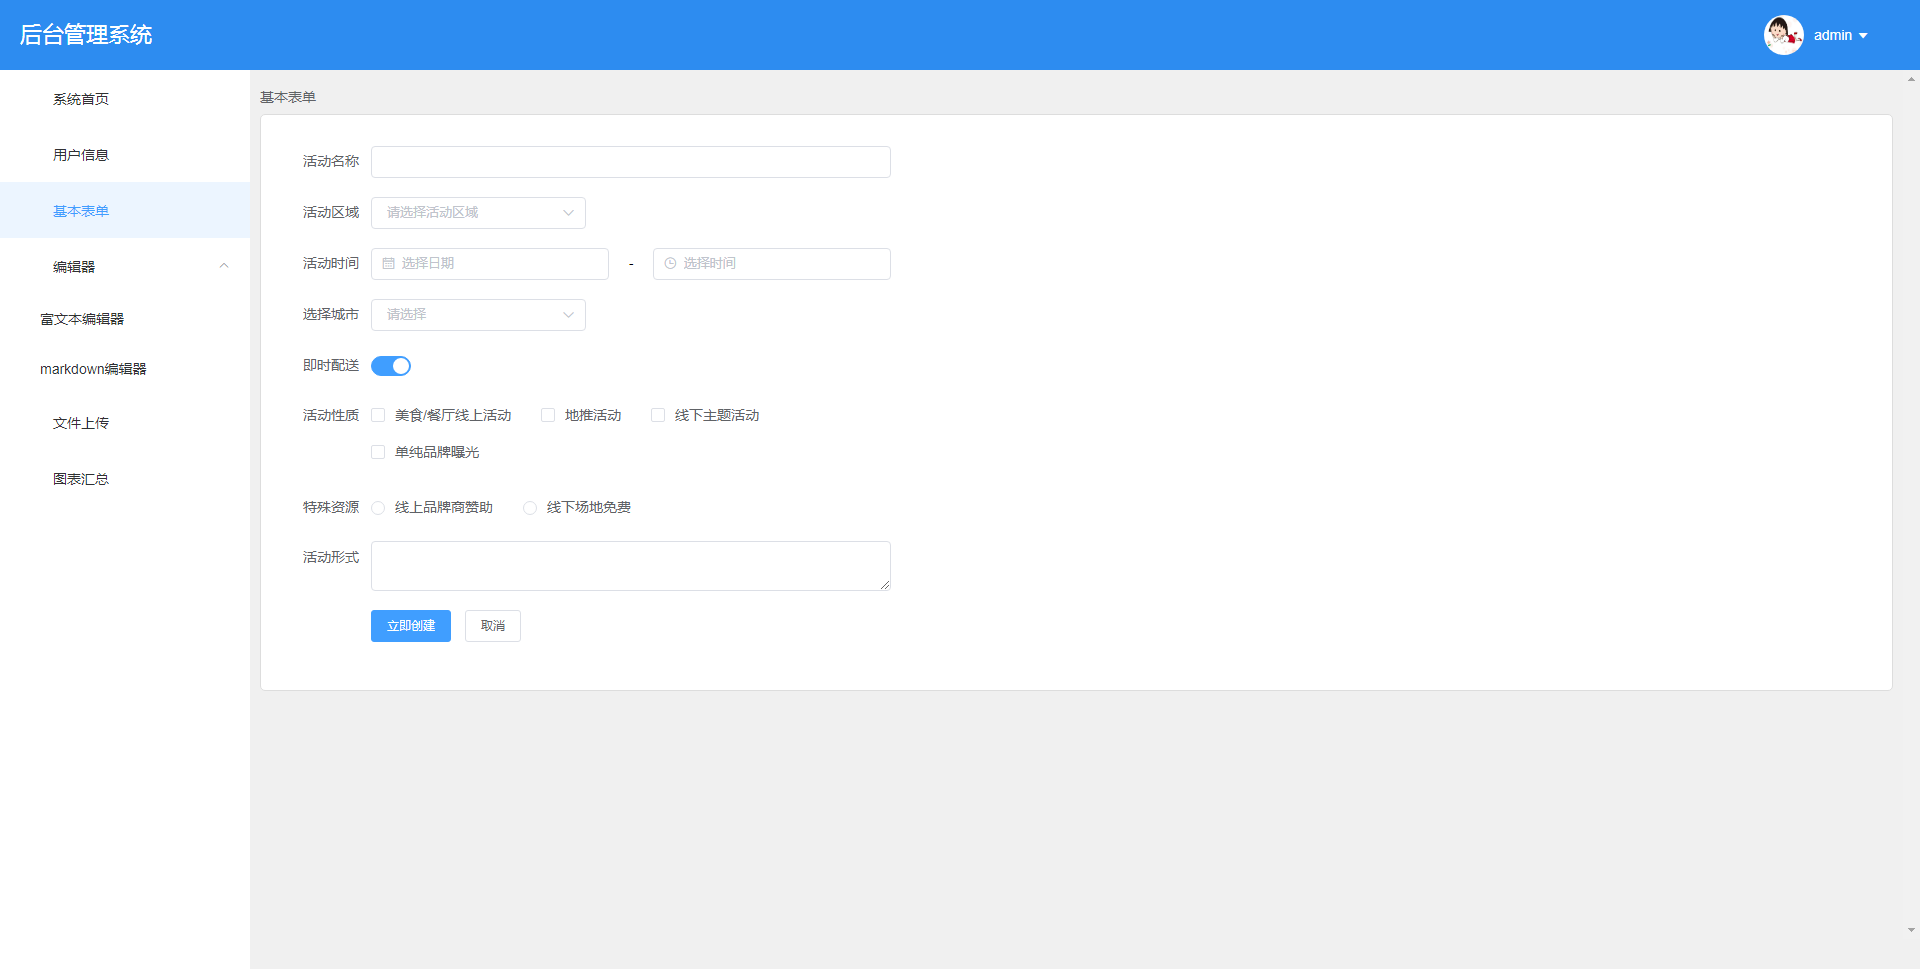 后台管理系统
admin
系统首页
用户信息
基本表单
编辑器
富文本编辑器
markdown编辑器
文件上传
图表汇总
基本表单
活动名称
活动区域 请选择活动区域
活动时间 选择日期 - 选择时间
选择城市 请选择
即时配送
活动性质 美食/餐厅线上活动 地推活动 线下主题活动
单纯品牌曝光
特殊资源 线上品牌商赞助 线下场地免费
活动形式
立即创建 取消